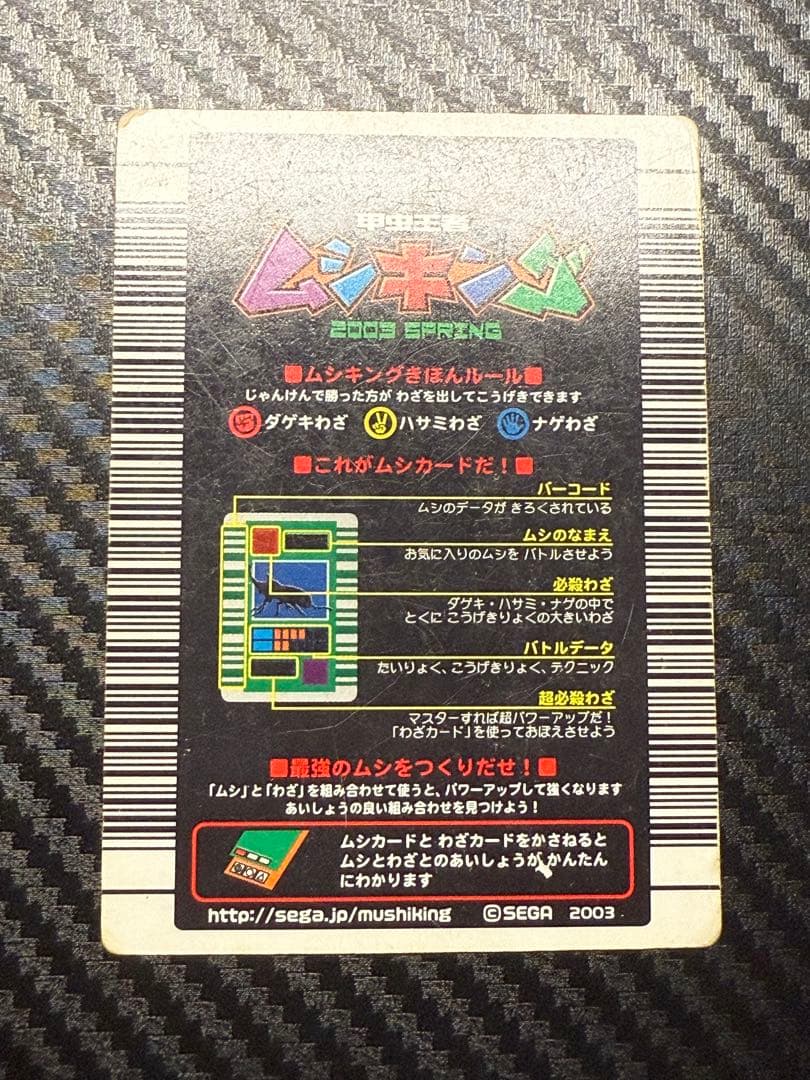 甲虫王者
ムシキング
2003 SPRING
■ムシキングきほんルール■
じゃんけんで勝った方が わざを出してこうげきできます
ダゲキわざ ハサミわざ ナゲわざ
■これがムシカードだ！■
バーコード
ムシのデータが きろくされている
ムシのなまえ
お気に入りのムシを バトルさせよう
必殺わざ
ダゲキ・ハサミ・ナゲの中で
とくに こうげきりょくの大きいわざ
バトルデータ
たいりょく、こうげきりょく、テクニック
超必殺わざ
マスターすれば超パワーアップだ！
「わざカード」を使っておぼえさせよう
■最強のムシをつくりだせ！■
「ムシ」と「わざ」を組み合わせて使うと、パワーアップして強くなります
あいしょうの良い組み合わせを見つけよう！
ムシカードと わざカードをかさねると
ムシとわざとのあいしょうが かんたん
にわかります
http://sega.jp/mushiking ©SEGA 2003